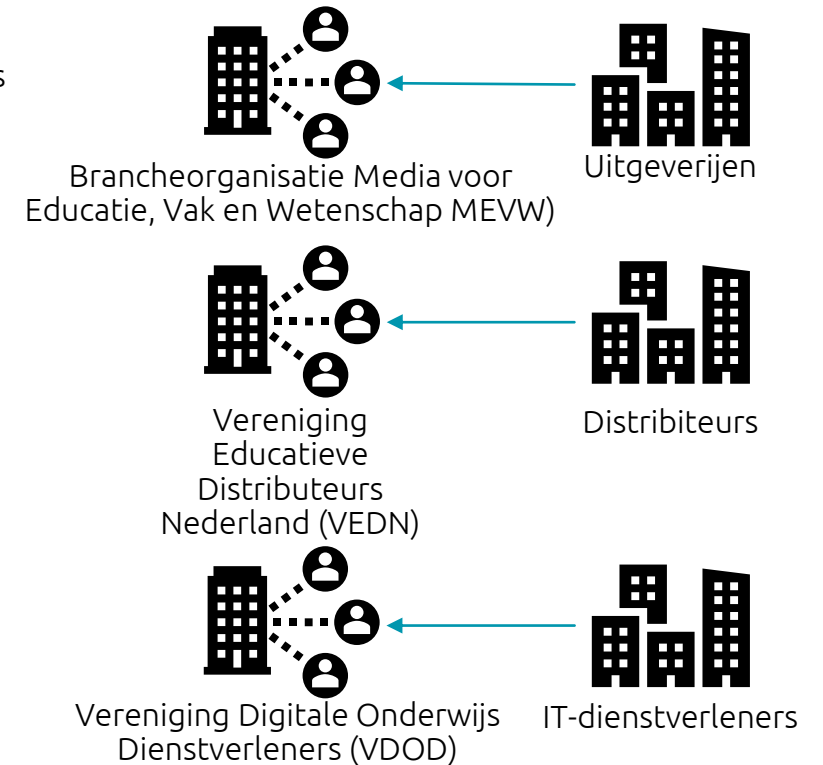 s
Brancheorganisatie Media voor
Educatie, Vak en Wetenschap MEVW)
Uitgeverijen
Vereniging
Educatieve
Distributeurs
Nederland (VEDN)
Distribiteurs
Vereniging Digitale Onderwijs
Dienstverleners (VDOD)
IT-dienstverleners